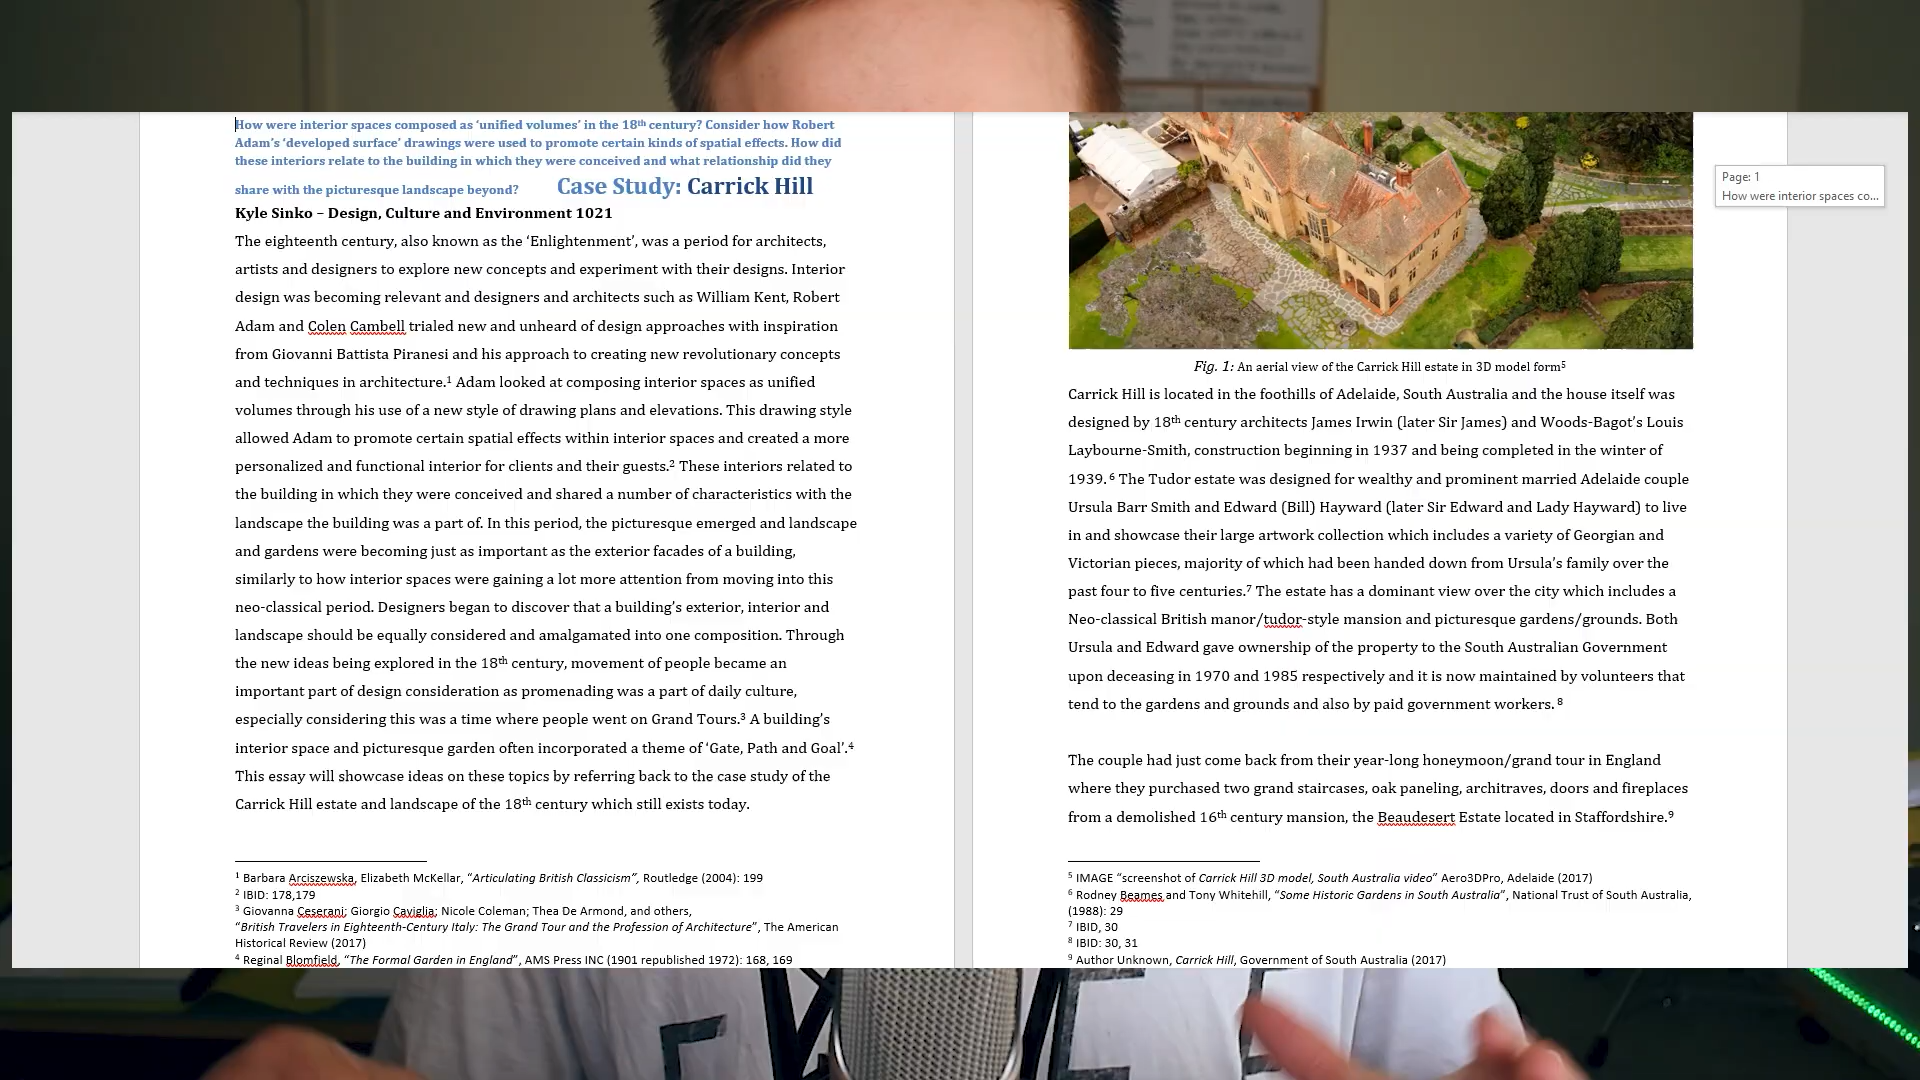 How were interior spaces composed as ‘unified volumes’ in the 18th century? Consider how Robert
Adam’s ‘developed surface’ drawings were used to promote certain kinds of spatial effects. How did
these interiors relate to the building in which they were conceived and what relationship did they
share with the picturesque landscape beyond? Case Study: Carrick Hill
Kyle Sinko – Design, Culture and Environment 1021
The eighteenth century, also known as the ‘Enlightenment’, was a period for architects,
artists and designers to explore new concepts and experiment with their designs. Interior
design was becoming relevant and designers and architects such as William Kent, Robert
Adam and Colen Cambell trialed new and unheard of design approaches with inspiration
from Giovanni Battista Piranesi and his approach to creating new revolutionary concepts
and techniques in architecture.1 Adam looked at composing interior spaces as unified
volumes through his use of a new style of drawing plans and elevations. This drawing style
allowed Adam to promote certain spatial effects within interior spaces and created a more
personalized and functional interior for clients and their guests.2 These interiors related to
the building in which they were conceived and shared a number of characteristics with the
landscape the building was a part of. In this period, the picturesque emerged and landscape
and gardens were becoming just as important as the exterior facades of a building,
similarly to how interior spaces were gaining a lot more attention from moving into this
neo-classical period. Designers began to discover that a building’s exterior, interior and
landscape should be equally considered and amalgamated into one composition. Through
the new ideas being explored in the 18th century, movement of people became an
important part of design consideration as promenading was a part of daily culture,
especially considering this was a time where people went on Grand Tours.3 A building’s
interior space and picturesque garden often incorporated a theme of ‘Gate, Path and Goal’.4
This essay will showcase ideas on these topics by referring back to the case study of the
Carrick Hill estate and landscape of the 18th century which still exists today.
1 Barbara Arciszewska, Elizabeth McKellar, “Articulating British Classicism”, Routledge (2004): 199
2 IBID: 178,179
3 Giovanna Ceserani; Giorgio Caviglia; Nicole Coleman; Thea De Armond, and others,
“British Travelers in Eighteenth-Century Italy: The Grand Tour and the Profession of Architecture”, The American
Historical Review (2017)
4 Reginal Blomfield, “The Formal Garden in England”, AMS Press INC (1901 republished 1972): 168, 169
Fig. 1: An aerial view of the Carrick Hill estate in 3D model form5
Carrick Hill is located in the foothills of Adelaide, South Australia and the house itself was
designed by 18th century architects James Irwin (later Sir James) and Woods-Bagot’s Louis
Laybourne-Smith, construction beginning in 1937 and being completed in the winter of
1939. 6 The Tudor estate was designed for wealthy and prominent married Adelaide couple
Ursula Barr Smith and Edward (Bill) Hayward (later Sir Edward and Lady Hayward) to live
in and showcase their large artwork collection which includes a variety of Georgian and
Victorian pieces, majority of which had been handed down from Ursula’s family over the
past four to five centuries.7 The estate has a dominant view over the city which includes a
Neo-classical British manor/tudor-style mansion and picturesque gardens/grounds. Both
Ursula and Edward gave ownership of the property to the South Australian Government
upon deceasing in 1970 and 1985 respectively and it is now maintained by volunteers that
tend to the gardens and grounds and also by paid government workers. 8
The couple had just come back from their year-long honeymoon/grand tour in England
where they purchased two grand staircases, oak paneling, architraves, doors and fireplaces
from a demolished 16th century mansion, the Beaudesert Estate located in Staffordshire.9
5 IMAGE “screenshot of Carrick Hill 3D model, South Australia video” Aero3DPro, Adelaide (2017)
6 Rodney Beames and Tony Whitehill, “Some Historic Gardens in South Australia”, National Trust of South Australia,
(1988): 29
7 IBID, 30
8 IBID: 30, 31
9 Author Unknown, Carrick Hill, Government of South Australia (2017)
Page: 1
How were interior spaces co...